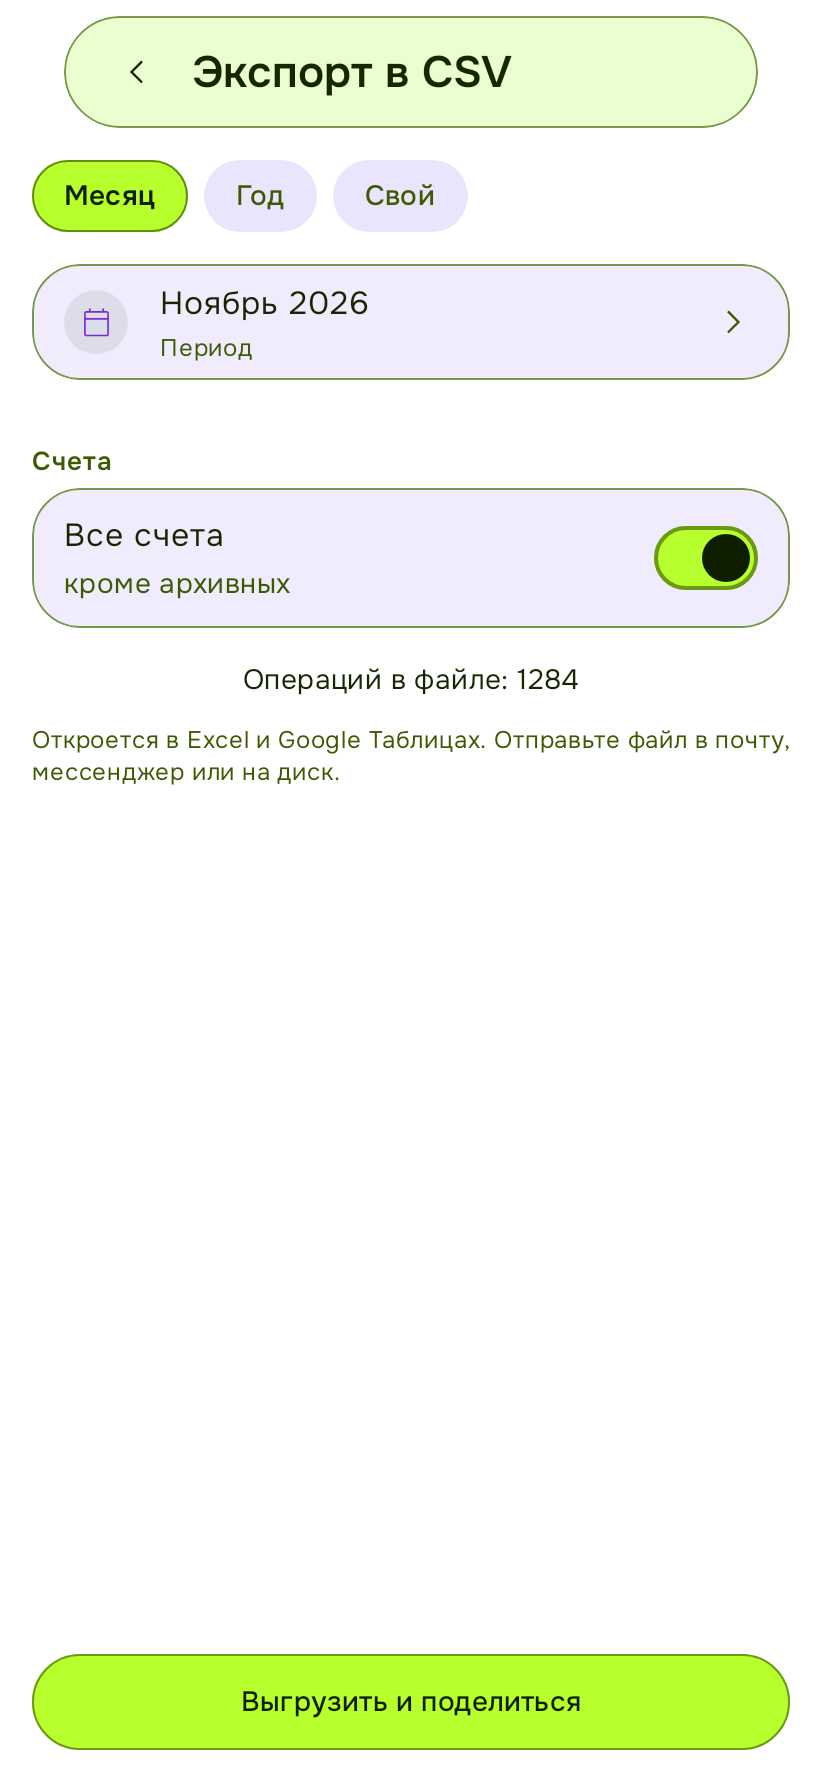 Экспорт в CSV
Месяц
Год
Свой
Ноябрь 2026
Период
Счета
Все счета
кроме архивных
Операций в файле: 1284
Откроется в Excel и Google Таблицах. Отправьте файл в почту,
мессенджер или на диск.
Выгрузить и поделиться